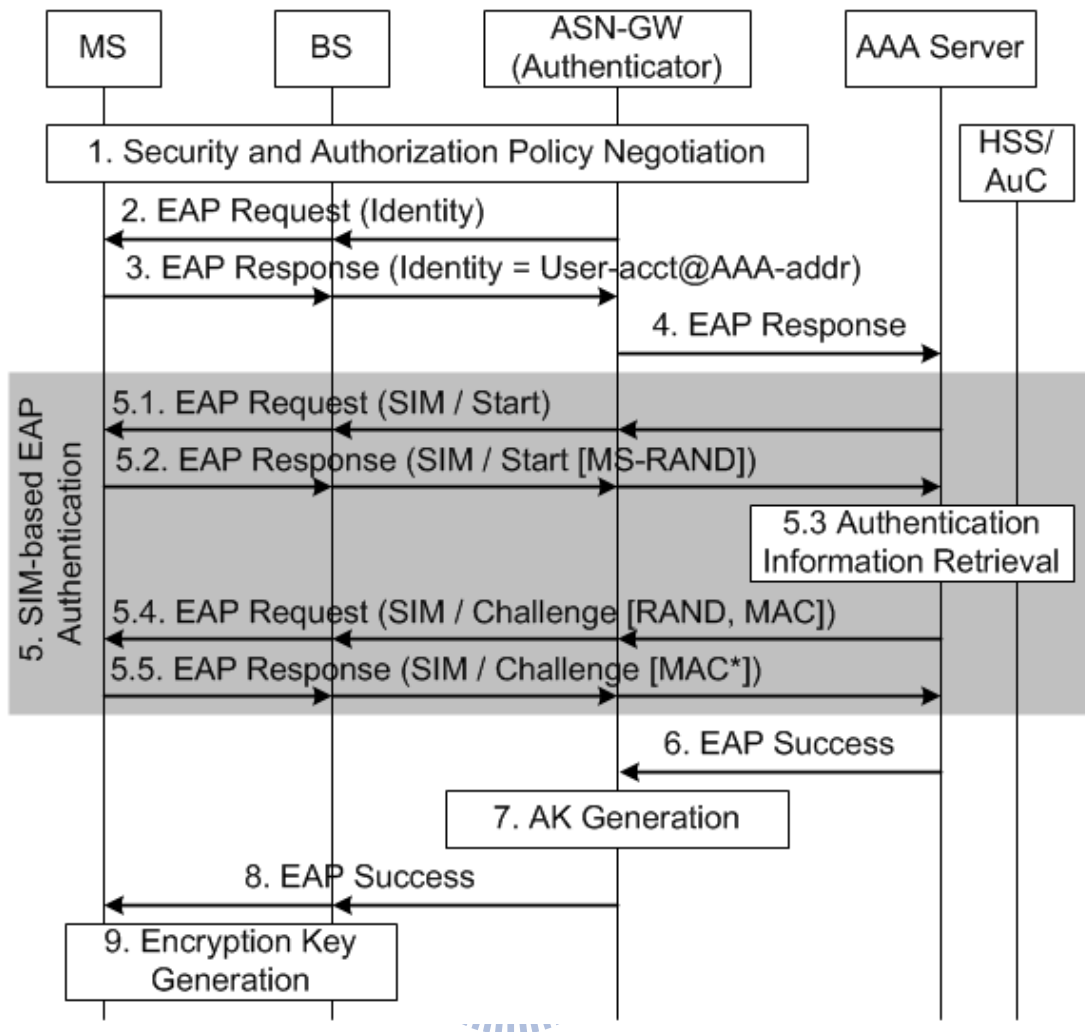 MS
BS
ASN-GW
(Authenticator)
AAA Server
HSS/
AuC
1. Security and Authorization Policy Negotiation
2. EAP Request (Identity)
3. EAP Response (Identity = User-acct@AAA-addr)
4. EAP Response
5. SIM-based EAP
Authentication
5.1. EAP Request (SIM / Start)
5.2. EAP Response (SIM / Start [MS-RAND])
5.3 Authentication
Information Retrieval
5.4. EAP Request (SIM / Challenge [RAND, MAC])
5.5. EAP Response (SIM / Challenge [MAC*])
6. EAP Success
7. AK Generation
8. EAP Success
9. Encryption Key
Generation